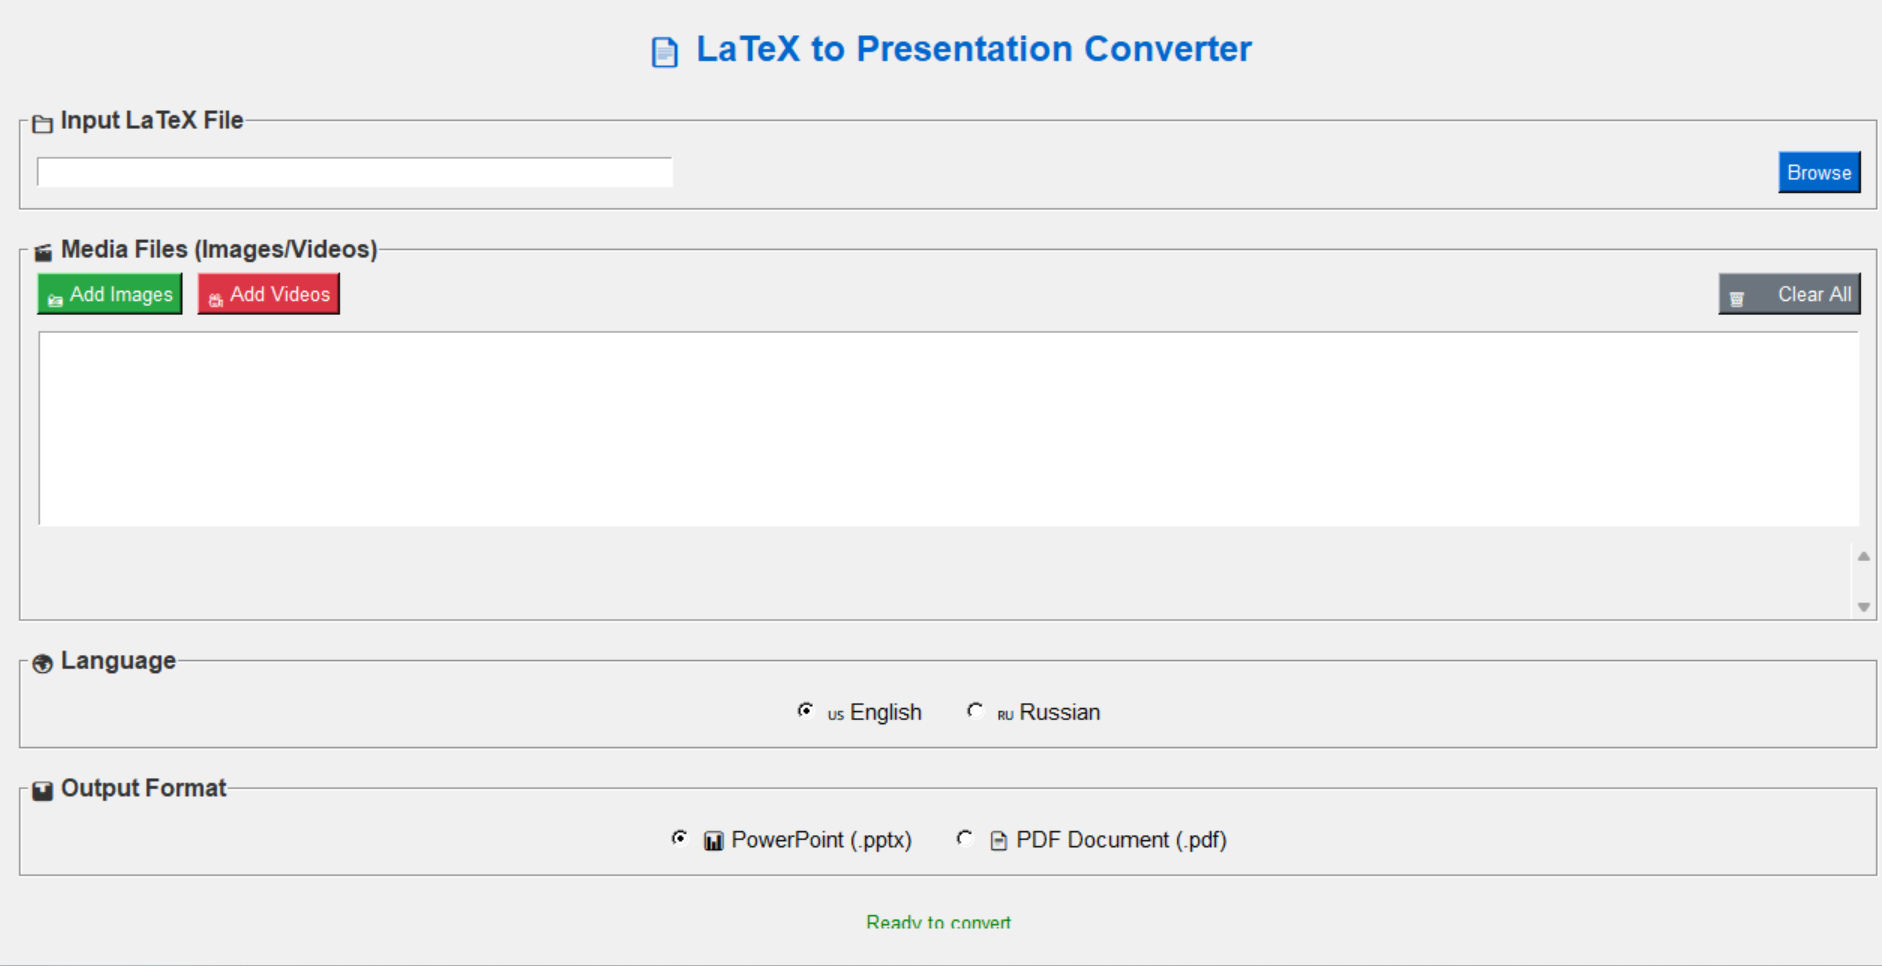 LaTeX to Presentation Converter
Input LaTeX File
Browse
Media Files (Images/Videos)
Add Images Add Videos Clear All
Language
US English RU Russian
Output Format
PowerPoint (.pptx) PDF Document (.pdf)
Ready to convert